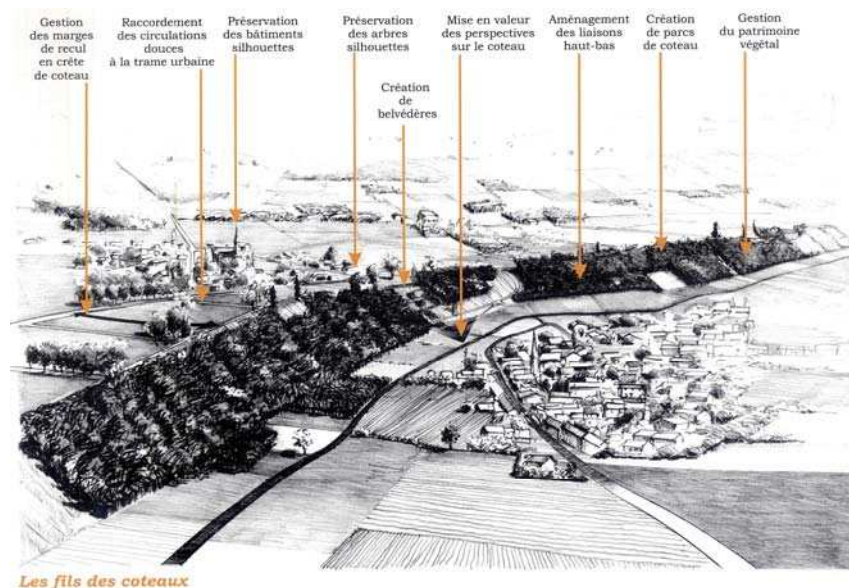 Gestion
des marges
de recul
en crête
de coteau
Raccordement
des circulations
douces
à la trame urbaine
Préservation
des bâtiments
silhouettes
Préservation
des arbres
silhouettes
Création
de
belvédères
Mise en valeur
des perspectives
sur le coteau
Aménagement
des liaisons
haut-bas
Création
de parcs
de coteau
Gestion
du patrimoine
végétal
Les fils des coteaux